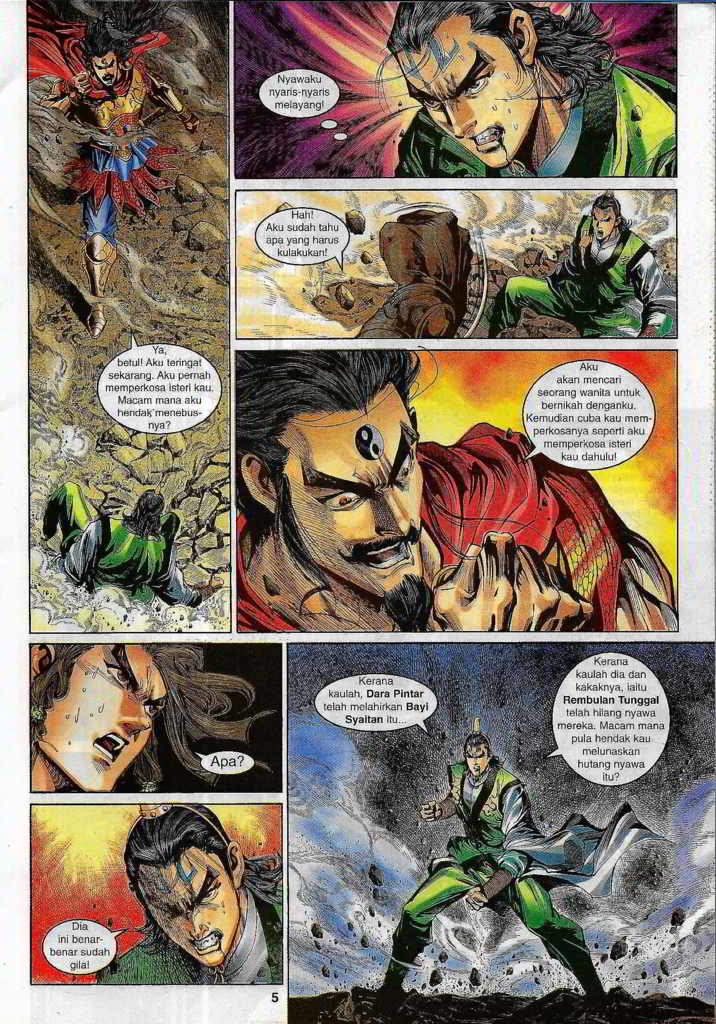 Ya,
betul! Aku teringat
sekarang. Aku pernah
memperkosa isteri kau.
Macam mana aku
hendak menebus-
nya?
Nyawaku
nyaris-nyaris
melayang!
Hah!
Aku sudah tahu
apa yang harus
kulakukan!
Aku
akan mencari
seorang wanita untuk
bernikah denganku.
Kemudian cuba kau mem-
perkosanya seperti aku
memperkosa isteri
kau dahulu!
Apa?
Dia
ini benar-
benar sudah
gila!
Kerana
kaulah, Dara Pintar
telah melahirkan Bayi
Syaitan itu...
Kerana
kaulah dia dan
kakaknya, iaitu
Rembulan Tunggal
telah hilang nyawa
mereka. Macam mana
pula hendak kau
melunaskan
hutang nyawa
itu?
5